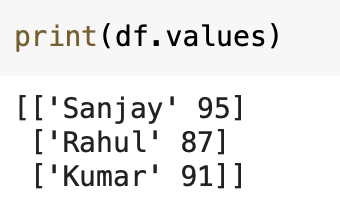 print(df.values)
[['Sanjay' 95]
 ['Rahul' 87]
 ['Kumar' 91]]